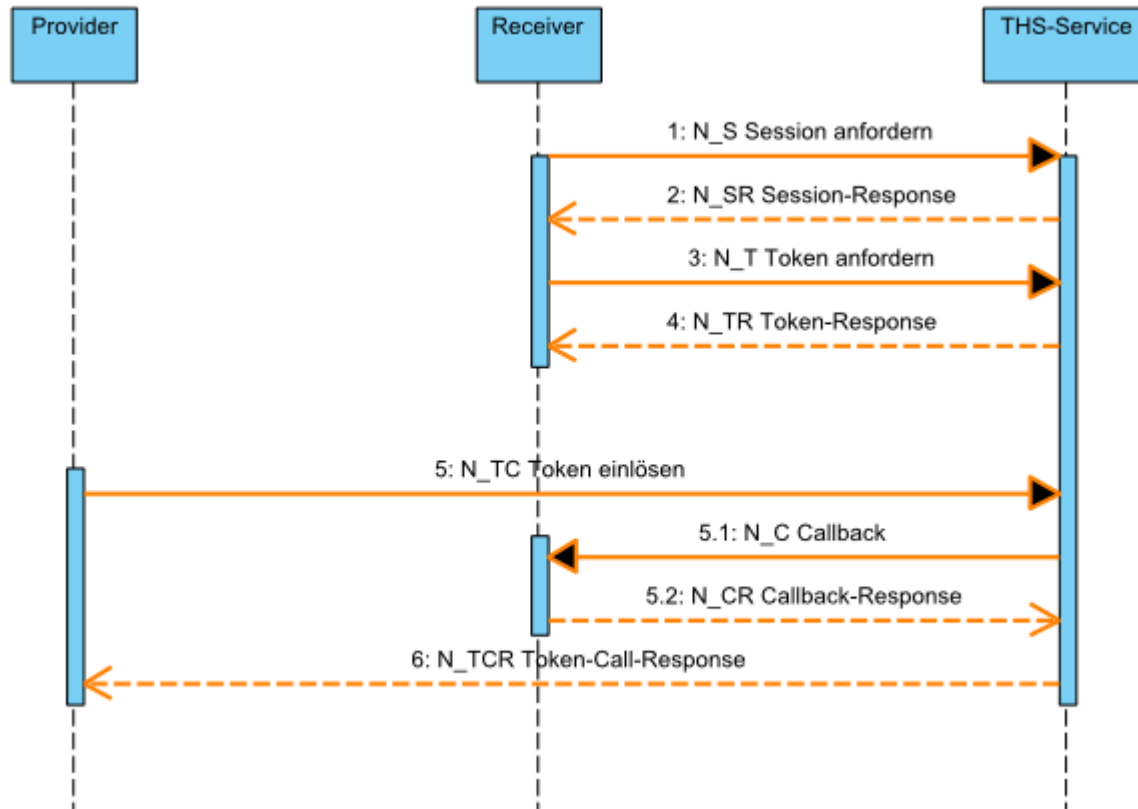 Provider
Receiver
THS-Service
1: N_S Session anfordern
2: N_SR Session-Response
3: N_T Token anfordern
4: N_TR Token-Response
5: N_TC Token einlösen
5.1: N_C Callback
5.2: N_CR Callback-Response
6: N_TCR Token-Call-Response